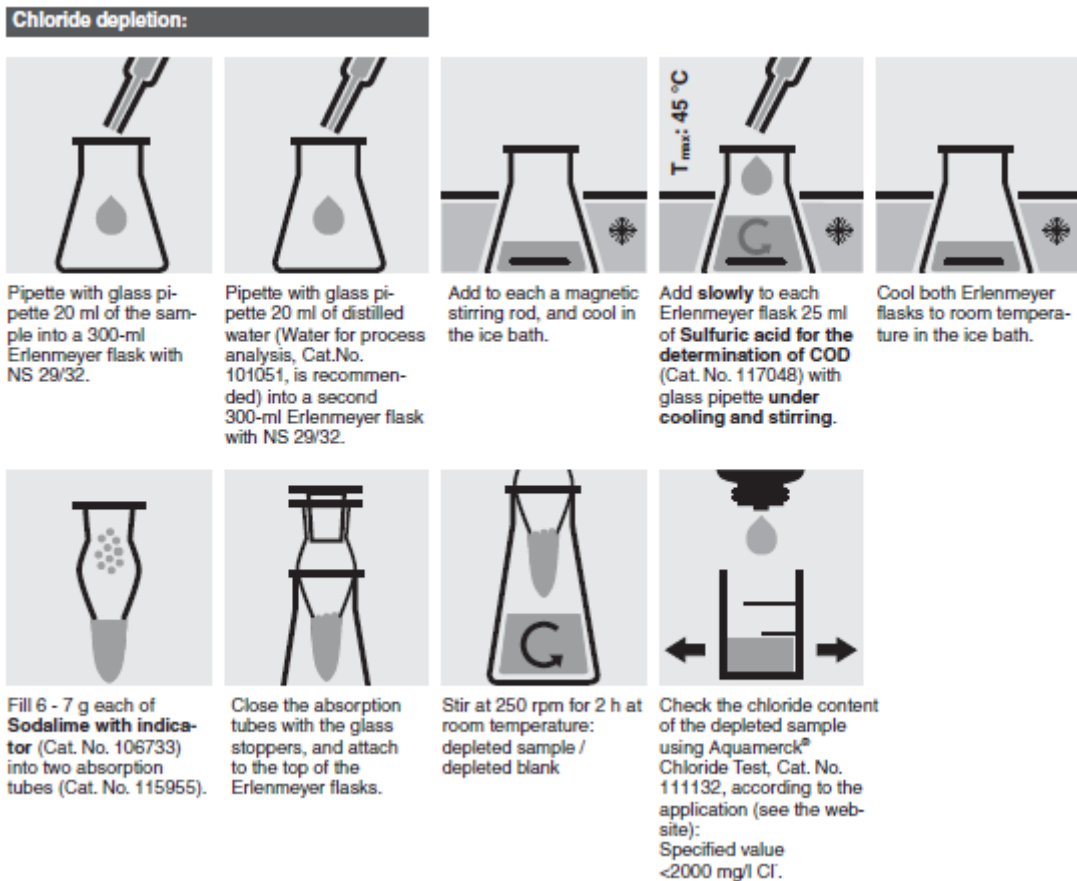 Chloride depletion:
Pipette with glass pi-
pette 20 ml of the sam-
ple into a 300-ml
Erlenmeyer flask with
NS 29/32.
Pipette with glass pi-
pette 20 ml of distilled
water (Water for process
analysis, Cat.No.
101051, is recommen-
ded) into a second
300-ml Erlenmeyer flask
with NS 29/32.
Add to each a magnetic
stirring rod, and cool in
the ice bath.
Tmax: 45 °C
Add slowly to each
Erlenmeyer flask 25 ml
of Sulfuric acid for the
determination of COD
(Cat. No. 117048) with
glass pipette under
cooling and stirring.
Cool both Erlenmeyer
flasks to room tempera-
ture in the ice bath.
Fill 6 - 7 g each of
Sodalime with indica-
tor (Cat. No. 106733)
into two absorption
tubes (Cat. No. 115955).
Close the absorption
tubes with the glass
stoppers, and attach
to the top of the
Erlenmeyer flasks.
Stir at 250 rpm for 2 h at
room temperature:
depleted sample /
depleted blank
Check the chloride content
of the depleted sample
using Aquamerck®
Chloride Test, Cat. No.
111132, according to the
application (see the web-
site):
Specified value
<2000 mg/l Cl⁻.